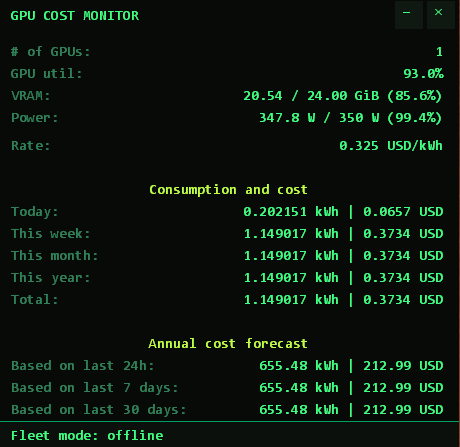 GPU COST MONITOR — ×
# of GPUs: 1
GPU util: 93.0%
VRAM: 20.54 / 24.00 GiB (85.6%)
Power: 347.8 W / 350 W (99.4%)
Rate: 0.325 USD/kWh
Consumption and cost
Today: 0.202151 kWh | 0.0657 USD
This week: 1.149017 kWh | 0.3734 USD
This month: 1.149017 kWh | 0.3734 USD
This year: 1.149017 kWh | 0.3734 USD
Total: 1.149017 kWh | 0.3734 USD
Annual cost forecast
Based on last 24h: 655.48 kWh | 212.99 USD
Based on last 7 days: 655.48 kWh | 212.99 USD
Based on last 30 days: 655.48 kWh | 212.99 USD
Fleet mode: offline